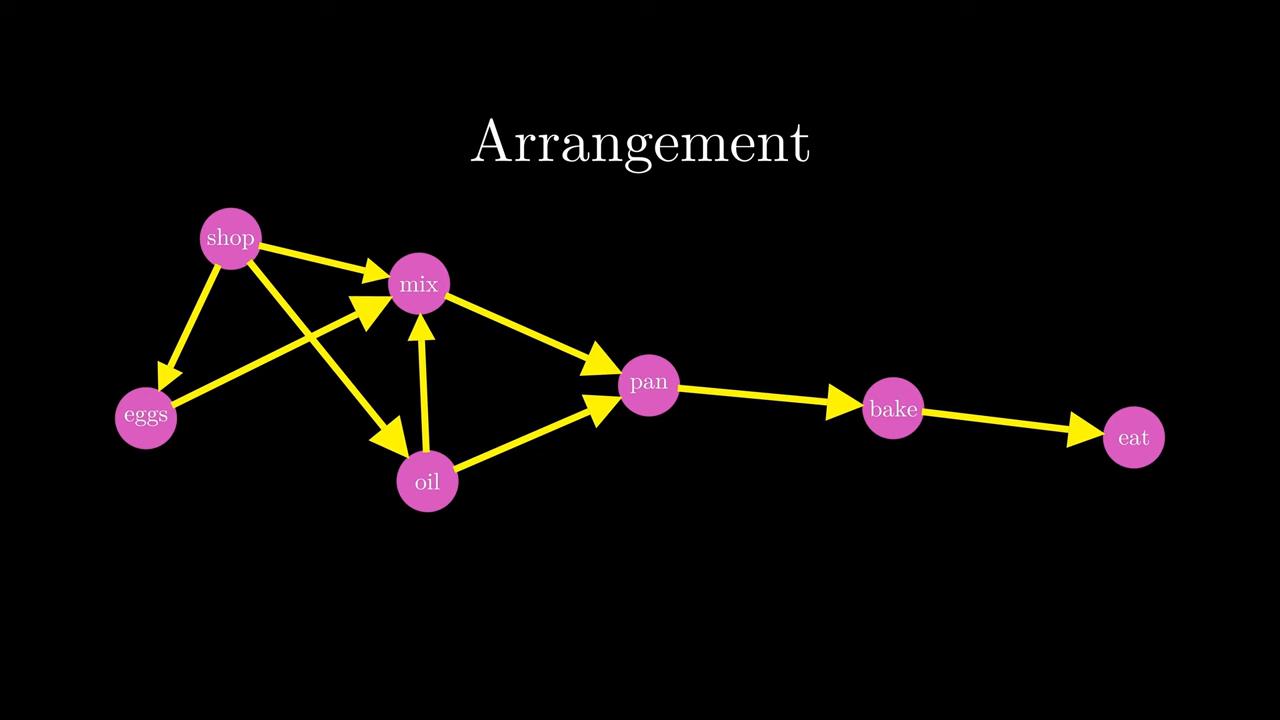 Arrangement
shop
mix
eggs
oil
pan
bake
eat